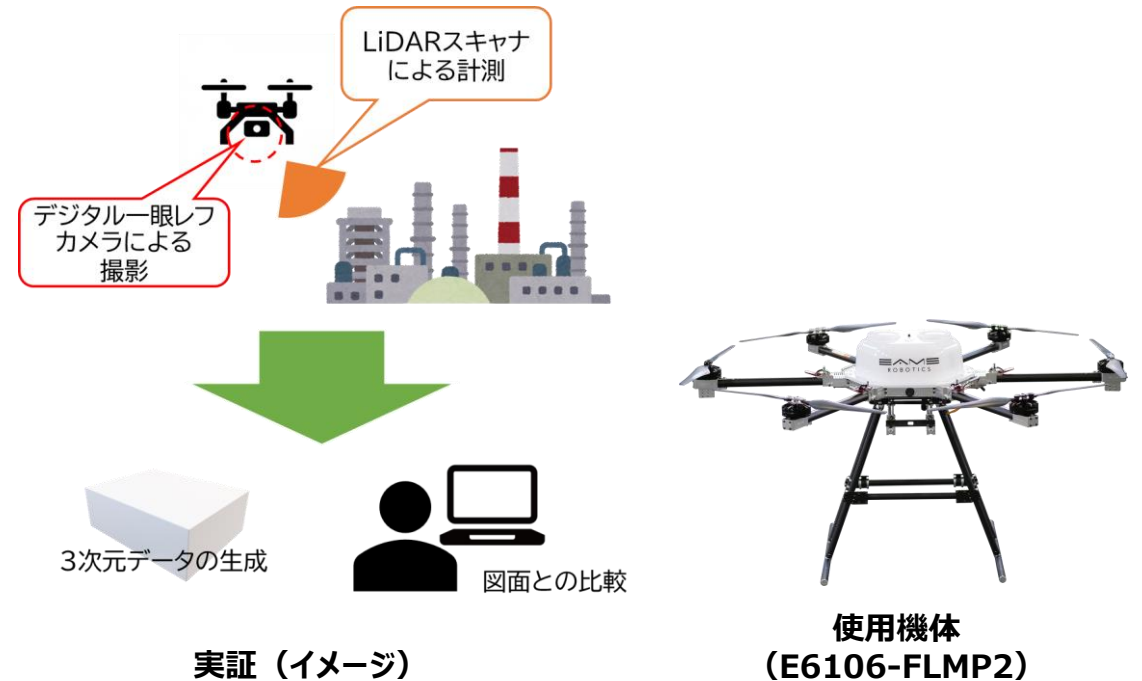 LiDARスキャナ
による計測
デジタル一眼レフ
カメラによる
撮影
3次元データの生成
図面との比較
実証（イメージ）
EAMS
ROBOTICS
使用機体
（E6106-FLMP2）